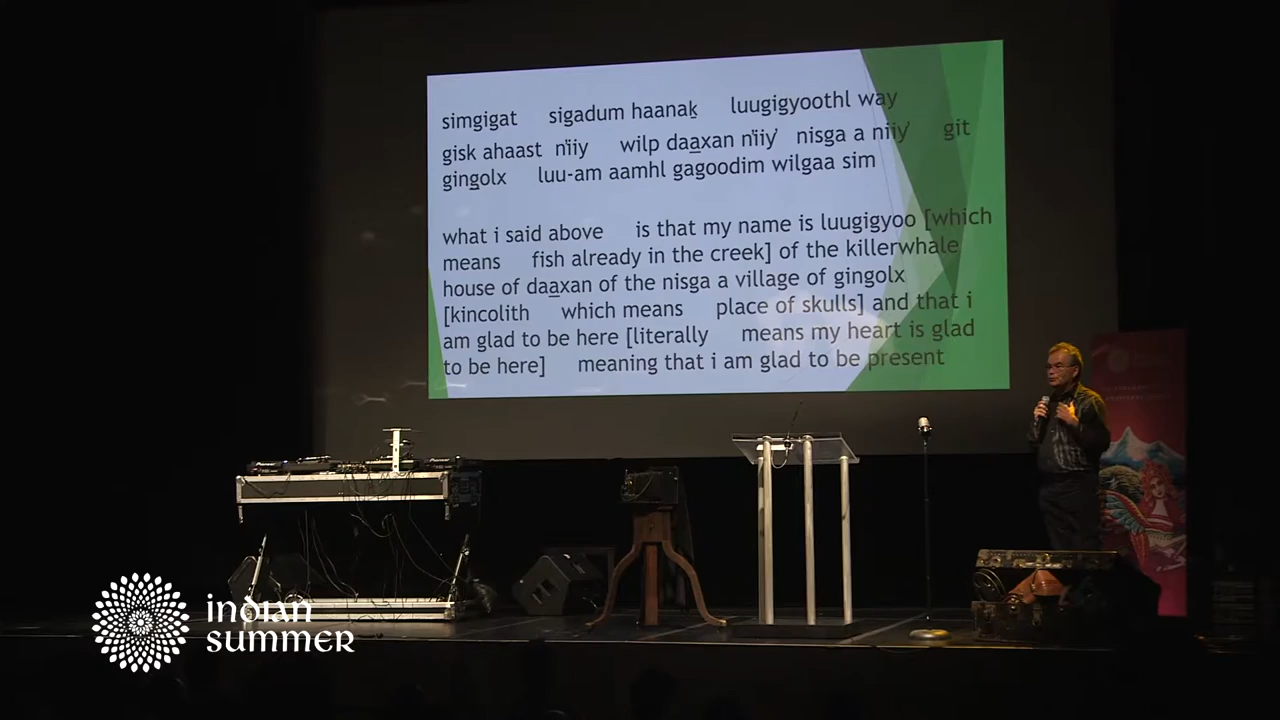 simgigat sigadum haanaḵ luugigyoothl way
gisk ahaast n̓iiy wilp daa̲xan n̓iiy̓ nisga a n̓iiy̓ git
ging̲olx luu-am aamhl gagoodim wilgaa sim
what i said above is that my name is luugigyoo [which
means fish already in the creek] of the killerwhale
house of daa̲xan of the nisga a village of gingolx
[kincolith which means place of skulls] and that i
am glad to be here [literally means my heart is glad
to be here] meaning that i am glad to be present
indian
summer